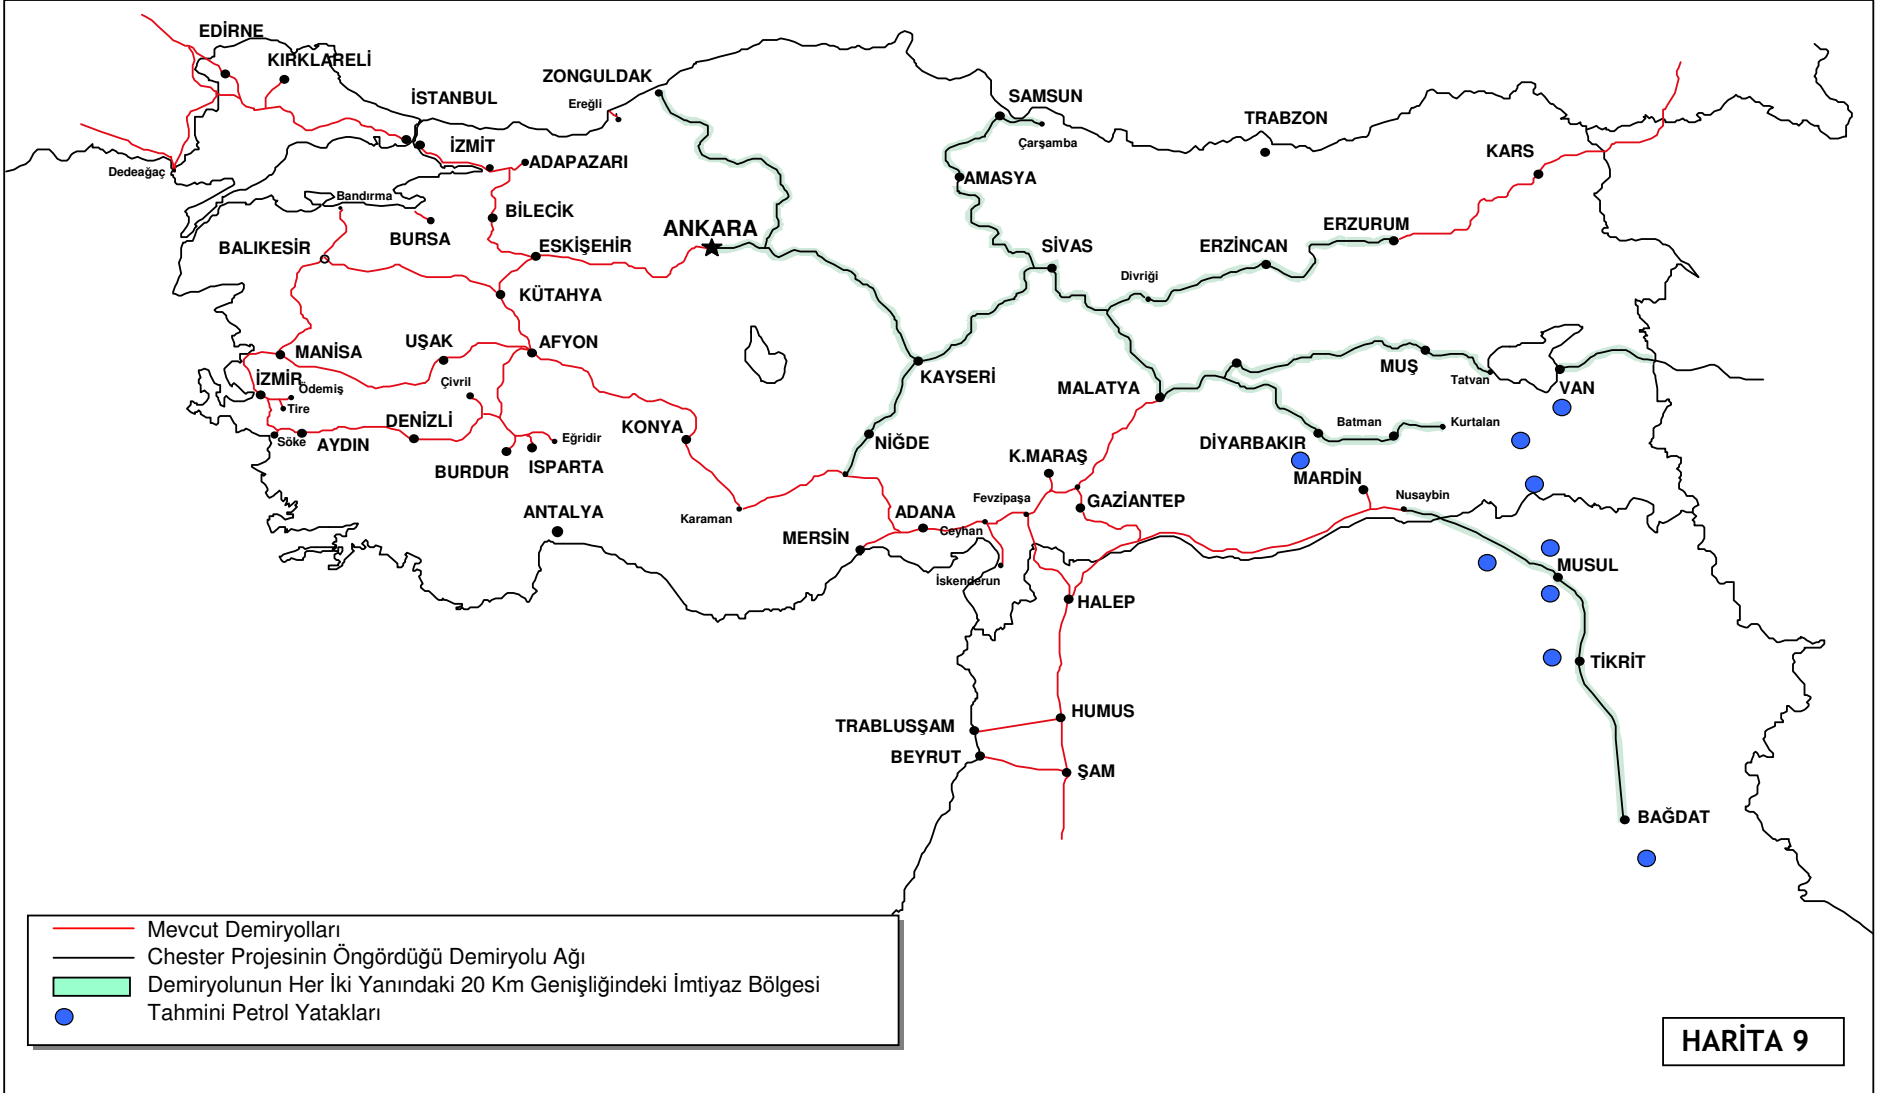 EDİRNE
KIRKLARELİ
ZONGULDAK
Ereğli
İSTANBUL
SAMSUN
TRABZON
Çarşamba
İZMİT
ADAPAZARI
KARS
Dedeağaç
AMASYA
Bandırma
BİLECİK
BURSA
ANKARA
ERZURUM
BALIKESİR
ESKİŞEHİR
SİVAS
ERZİNCAN
Divriği
KÜTAHYA
UŞAK
AFYON
MANİSA
MUŞ
Tatvan
VAN
İZMİR
Ödemiş
Çivril
KAYSERİ
MALATYA
Tire
DENİZLİ
KONYA
Batman
Kurtalan
Söke
AYDIN
Eğridir
NİĞDE
DİYARBAKIR
BURDUR
ISPARTA
K.MARAŞ
MARDİN
Fevzipaşa
GAZİANTEP
Nusaybin
ANTALYA
Karaman
ADANA
Ceyhan
MERSİN
MUSUL
İskenderun
HALEP
TİKRİT
HUMUS
TRABLUSŞAM
BEYRUT
ŞAM
BAĞDAT
Mevcut Demiryolları
Chester Projesinin Öngördüğü Demiryolu Ağı
Demiryolunun Her İki Yanındaki 20 Km Genişliğindeki İmtiyaz Bölgesi
Tahmini Petrol Yatakları
HARİTA 9